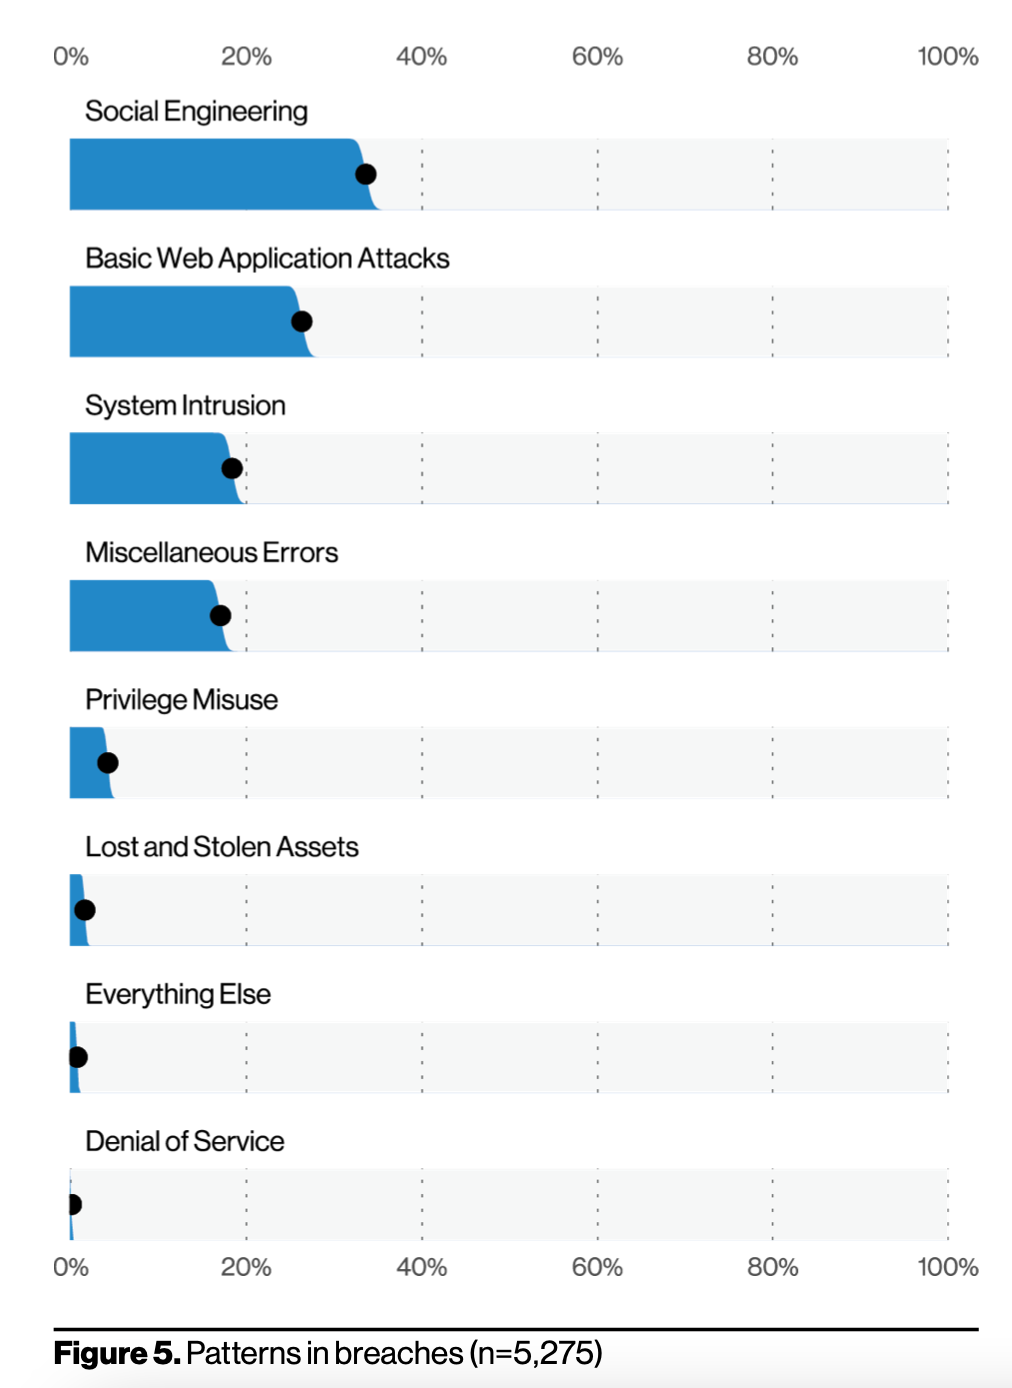 0% 20% 40% 60% 80% 100%
Social Engineering
Basic Web Application Attacks
System Intrusion
Miscellaneous Errors
Privilege Misuse
Lost and Stolen Assets
Everything Else
Denial of Service
0% 20% 40% 60% 80% 100%
Figure 5. Patterns in breaches (n=5,275)